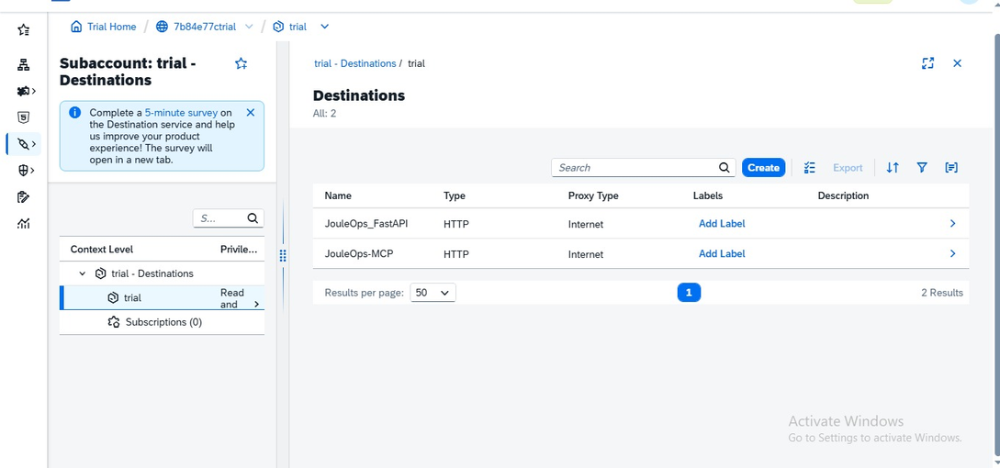 Trial Home / 7b84e77ctrial / trial
Subaccount: trial -
Destinations
Complete a 5-minute survey on
the Destination service and help
us improve your product
experience! The survey will
open in a new tab.
S...
Context Level Privile...
trial - Destinations
trial Read and
Subscriptions (0)
trial - Destinations / trial
Destinations
All: 2
Search Create Export
Name Type Proxy Type Labels Description
JouleOps_FastAPI HTTP Internet Add Label
JouleOps-MCP HTTP Internet Add Label
Results per page: 50 1 2 Results
Activate Windows
Go to Settings to activate Windows.